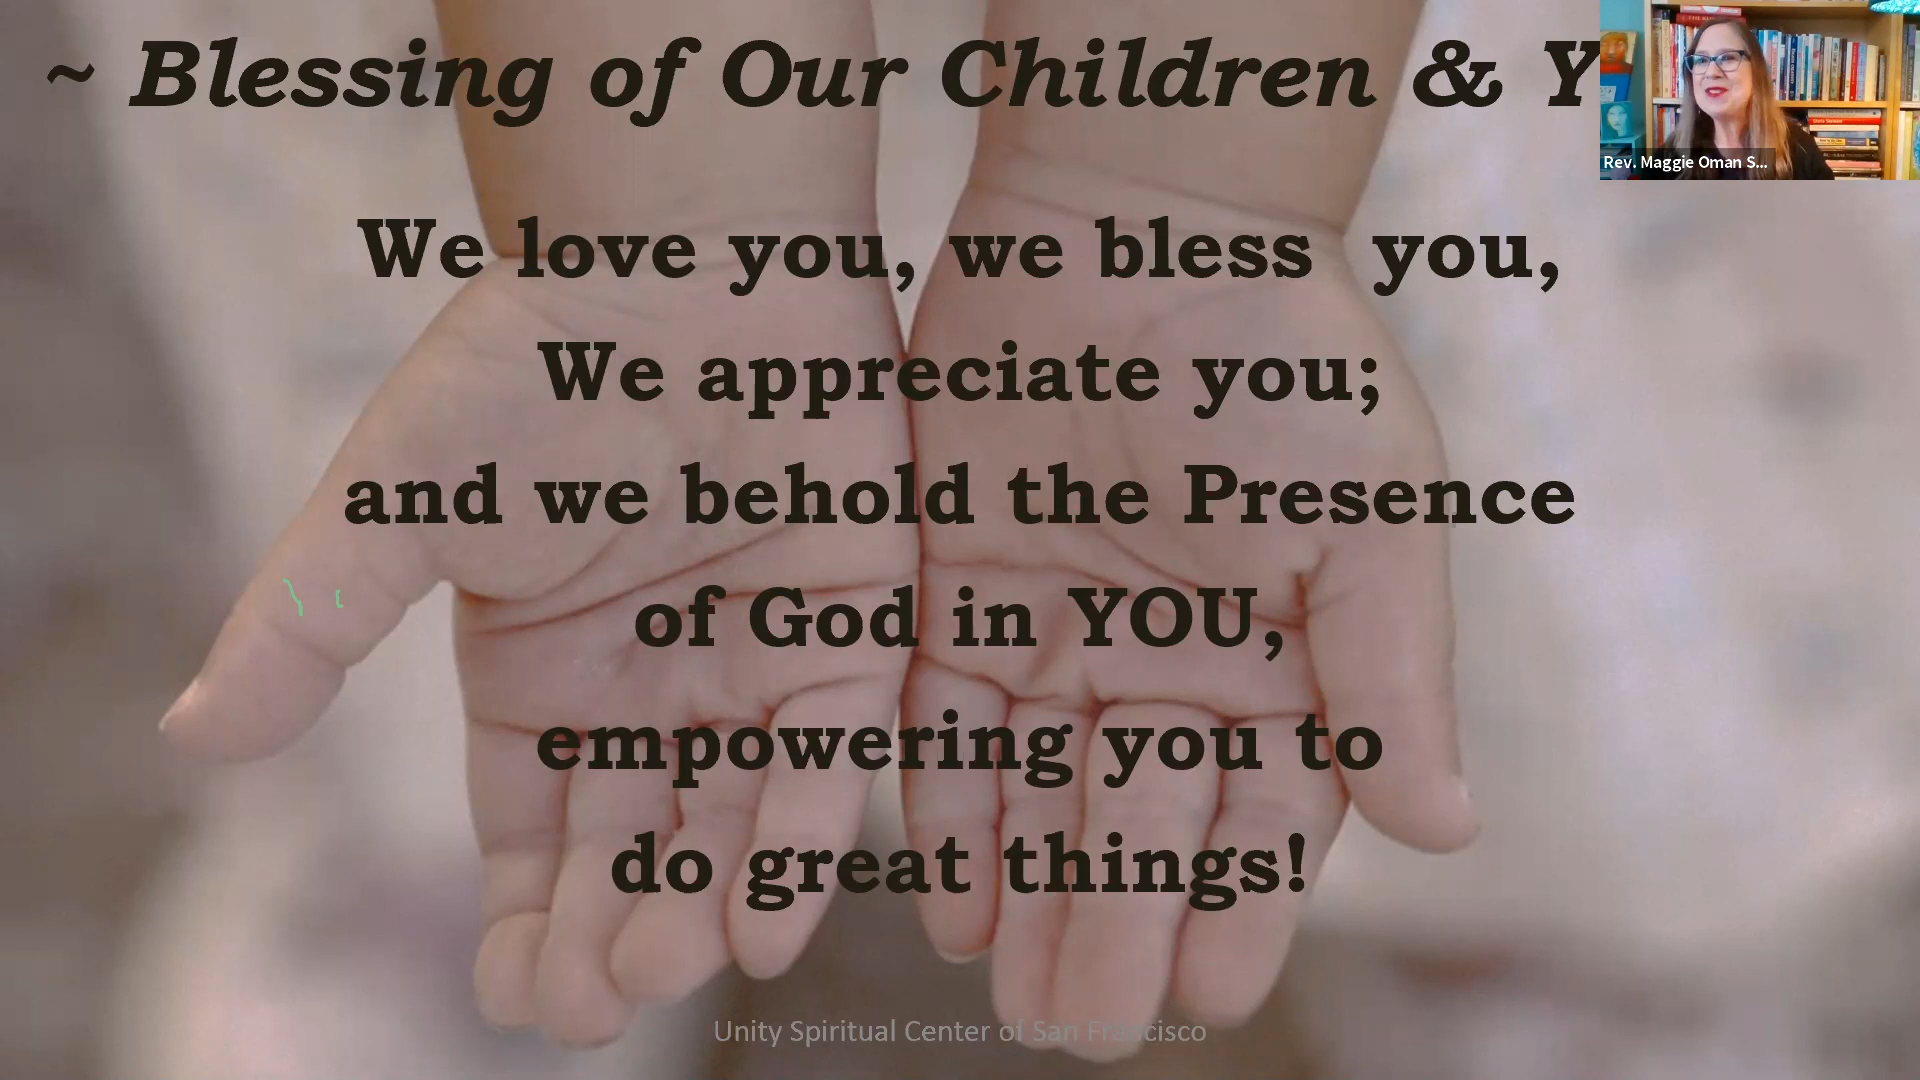 ~ Blessing of Our Children & Y
Rev. Maggie Oman S...
We love you, we bless you,
We appreciate you;
and we behold the Presence
of God in YOU,
empowering you to
do great things!
Unity Spiritual Center of San Francisco